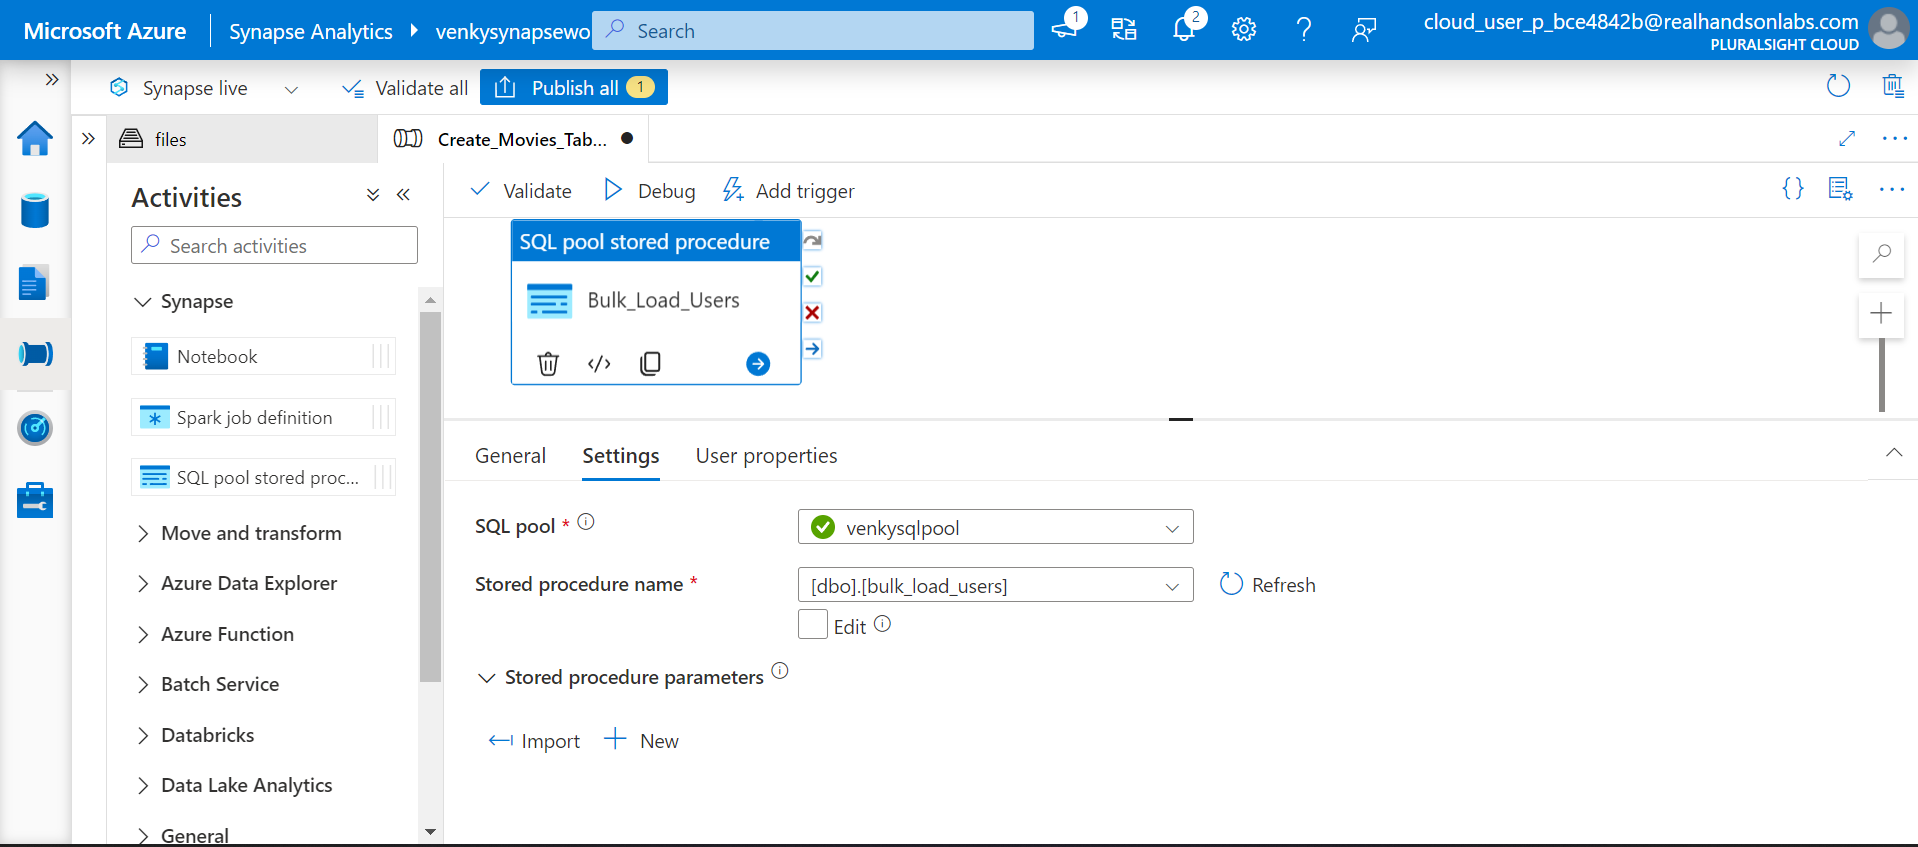 Microsoft Azure
Synapse Analytics
venkysynapsewo
Search
1
2
cloud_user_p_bce4842b@realhandsonlabs.com
PLURALSIGHT CLOUD
Synapse live
Validate all
Publish all
1
files
Create_Movies_Tab...
Activities
Validate
Debug
Add trigger
Search activities
Synapse
Notebook
Spark job definition
SQL pool stored proc...
Move and transform
Azure Data Explorer
Azure Function
Batch Service
Databricks
Data Lake Analytics
General
SQL pool stored procedure
Bulk_Load_Users
General
Settings
User properties
SQL pool *
venkysqlpool
Stored procedure name *
[dbo].[bulk_load_users]
Refresh
Edit
Stored procedure parameters
Import
New